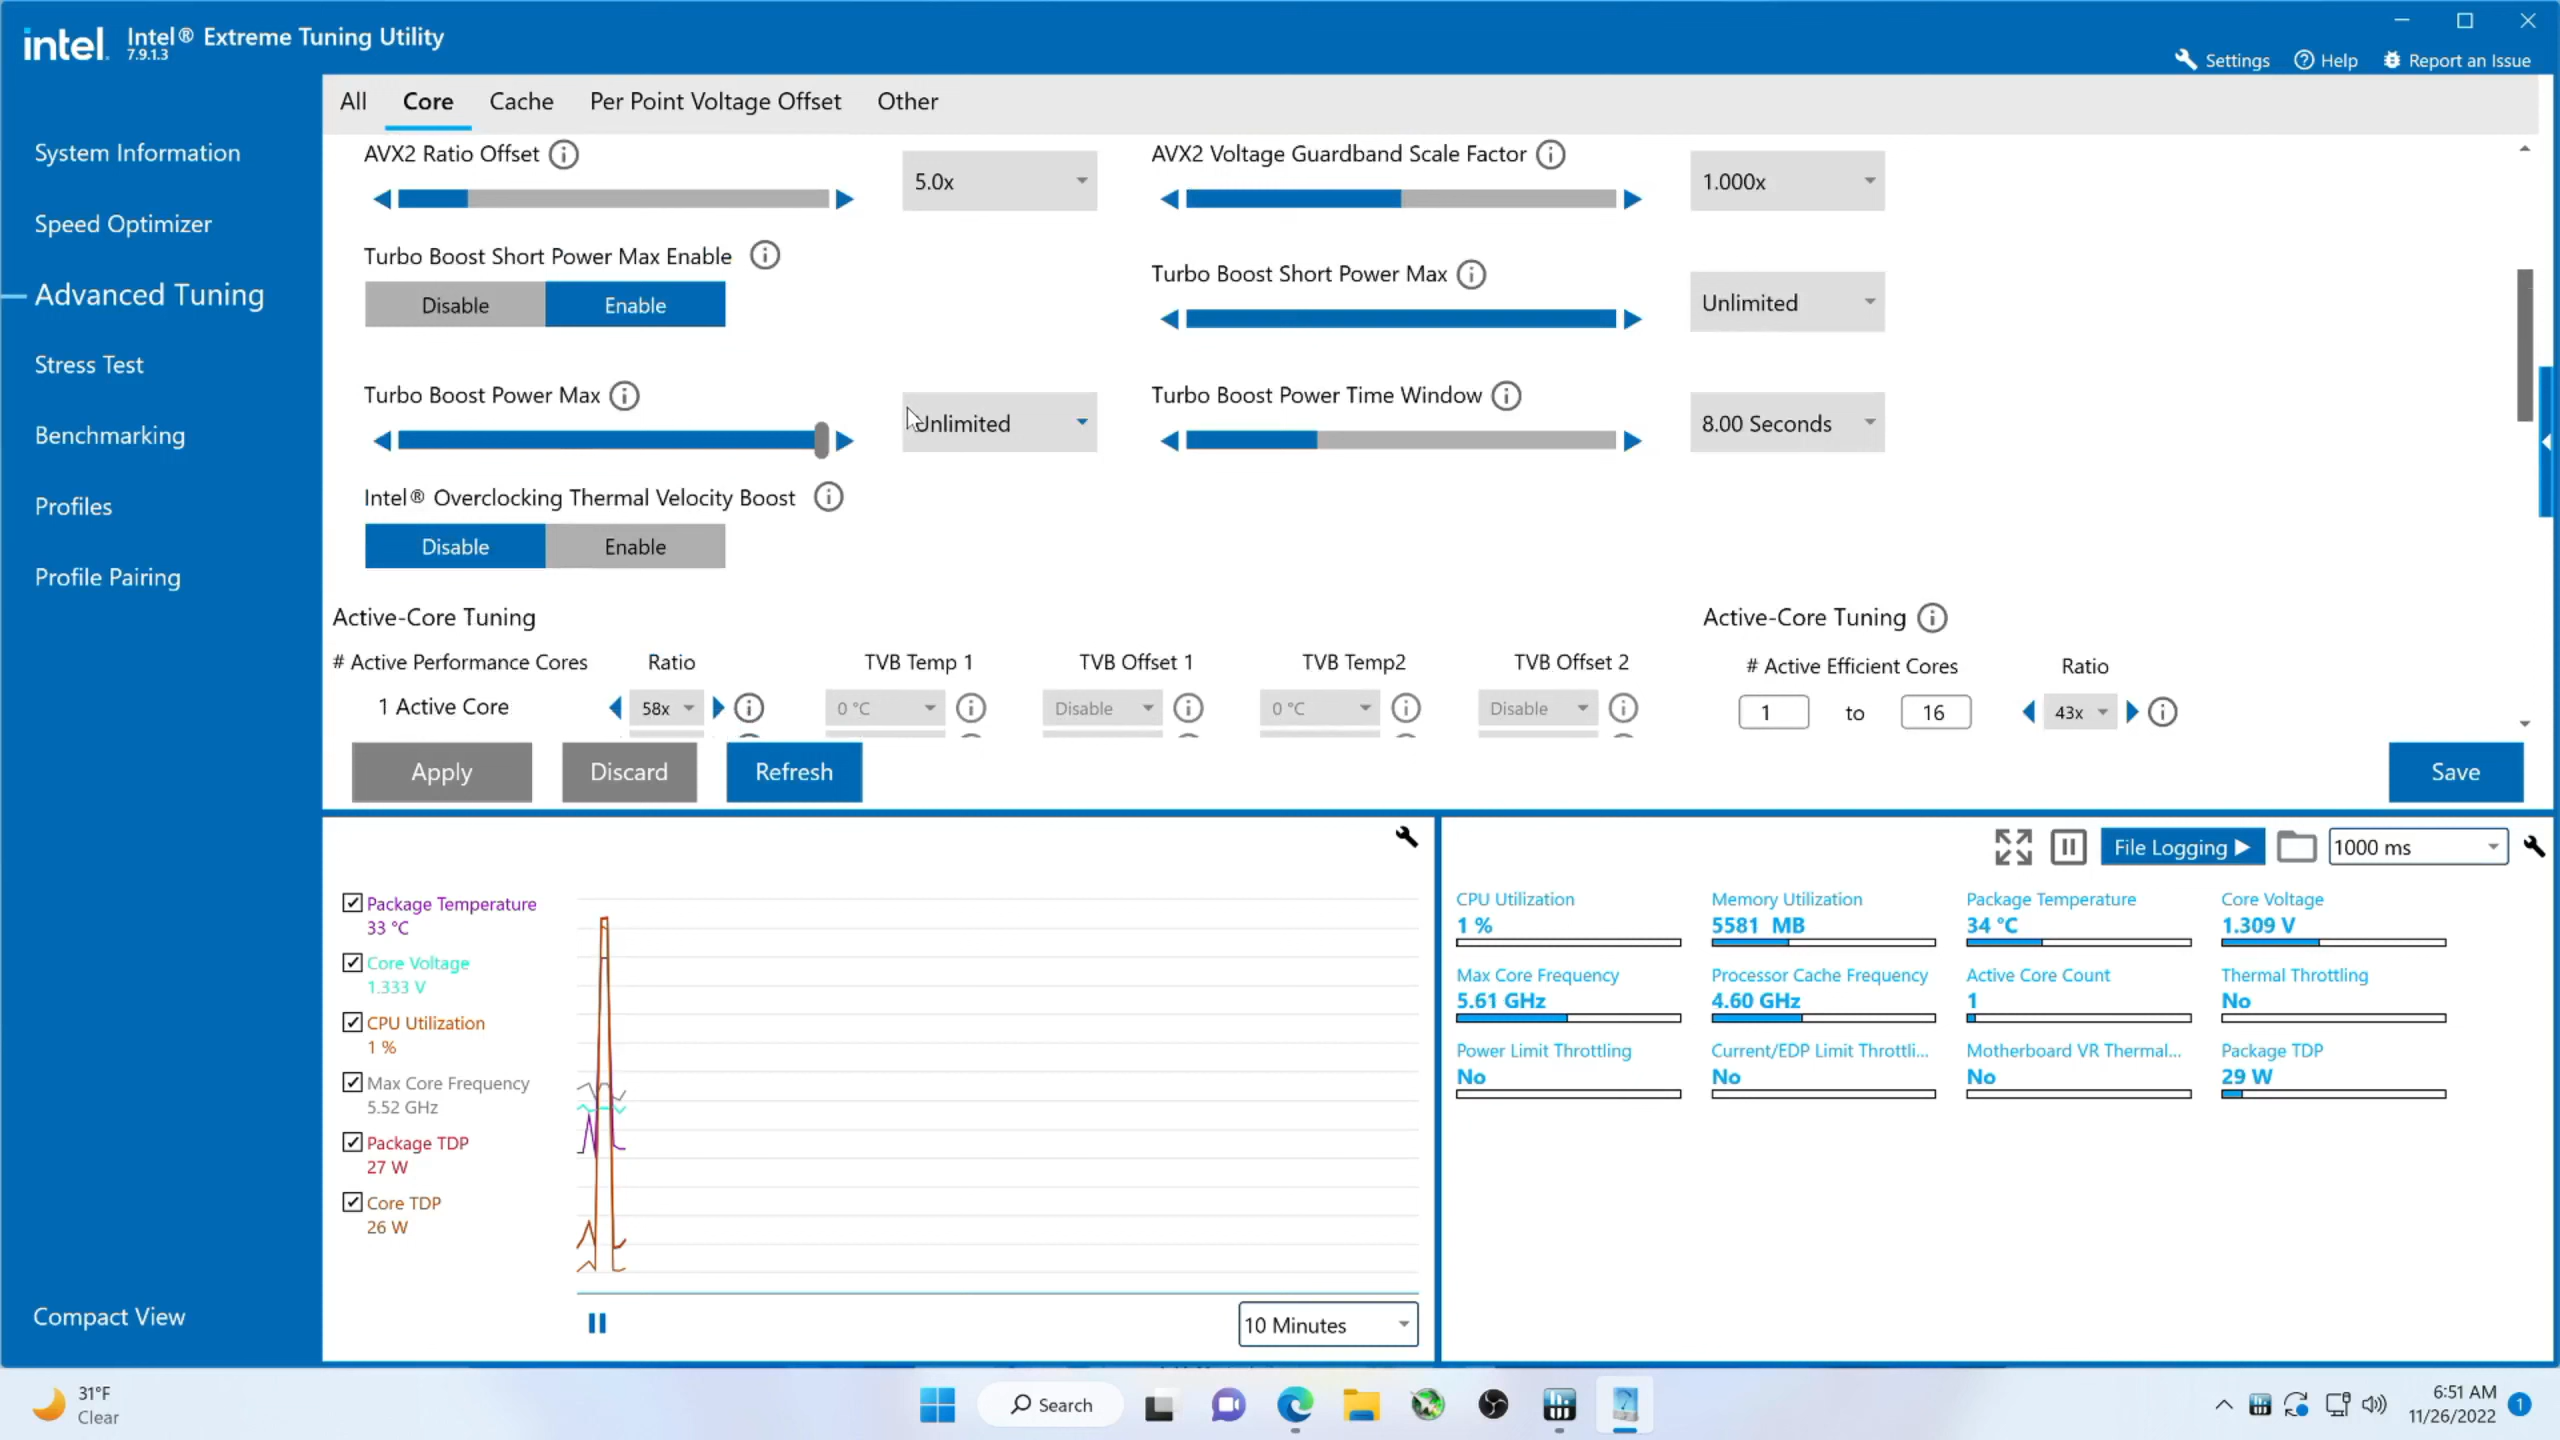 intel.
Intel® Extreme Tuning Utility
7.9.1.3
Settings
Help
Report an Issue
System Information
Speed Optimizer
Advanced Tuning
Stress Test
Benchmarking
Profiles
Profile Pairing
Compact View
All Core Cache Per Point Voltage Offset Other
AVX2 Ratio Offset
5.0x
AVX2 Voltage Guardband Scale Factor
1.000x
Turbo Boost Short Power Max Enable
Disable Enable
Turbo Boost Short Power Max
Unlimited
Turbo Boost Power Max
Unlimited
Turbo Boost Power Time Window
8.00 Seconds
Intel® Overclocking Thermal Velocity Boost
Disable Enable
Active-Core Tuning
# Active Performance Cores Ratio TVB Temp 1 TVB Offset 1 TVB Temp2 TVB Offset 2
1 Active Core 58x 0 °C Disable 0 °C Disable
Active-Core Tuning
# Active Efficient Cores Ratio
1 to 16 43x
Apply Discard Refresh Save
Package Temperature
33 °C
Core Voltage
1.333 V
CPU Utilization
1 %
Max Core Frequency
5.52 GHz
Package TDP
27 W
Core TDP
26 W
10 Minutes
File Logging
1000 ms
CPU Utilization Memory Utilization Package Temperature Core Voltage
1 % 5581 MB 34 °C 1.309 V
Max Core Frequency Processor Cache Frequency Active Core Count Thermal Throttling
5.61 GHz 4.60 GHz 1 No
Power Limit Throttling Current/EDP Limit Throttli... Motherboard VR Thermal... Package TDP
No No No 29 W
31°F
Clear
Search
6:51 AM
11/26/2022
1